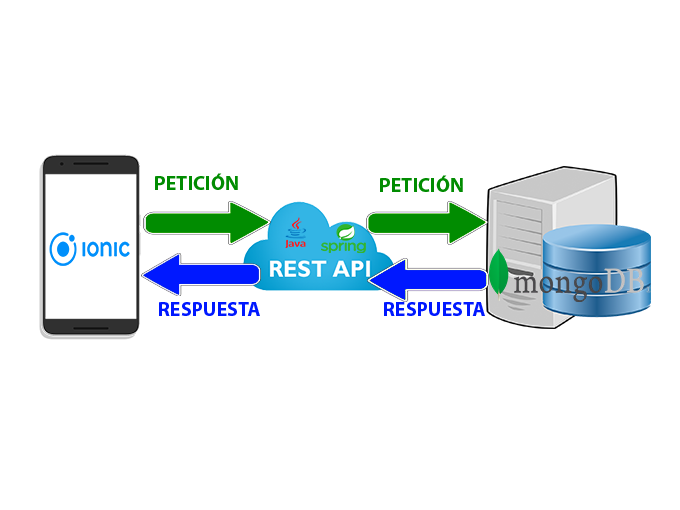 PETICIÓN
PETICIÓN
IONIC
Java
spring
REST API
mongoDB.
RESPUESTA
RESPUESTA